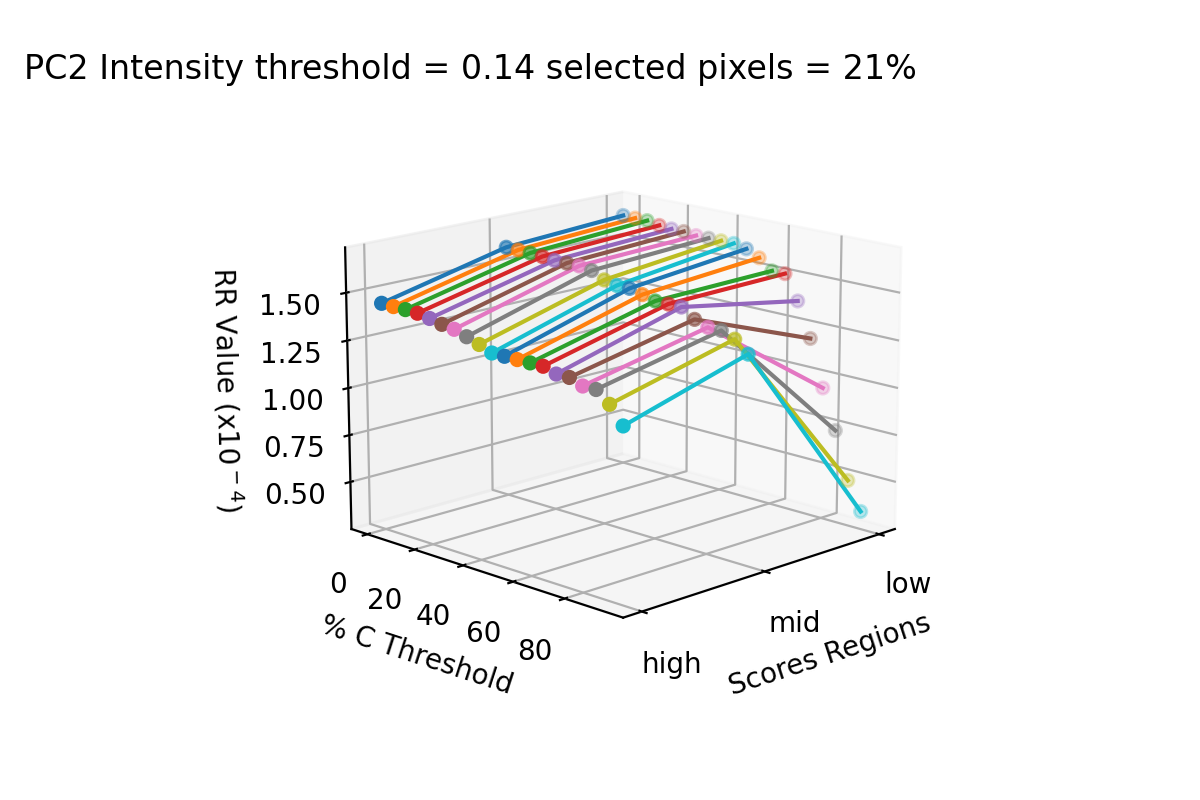 PC2 Intensity threshold = 0.14 selected pixels = 21%
RR Value (x10⁻⁴)
1.50
1.25
1.00
0.75
0.50
0
20
40
60
80
% C Threshold
high
mid
low
Scores Regions